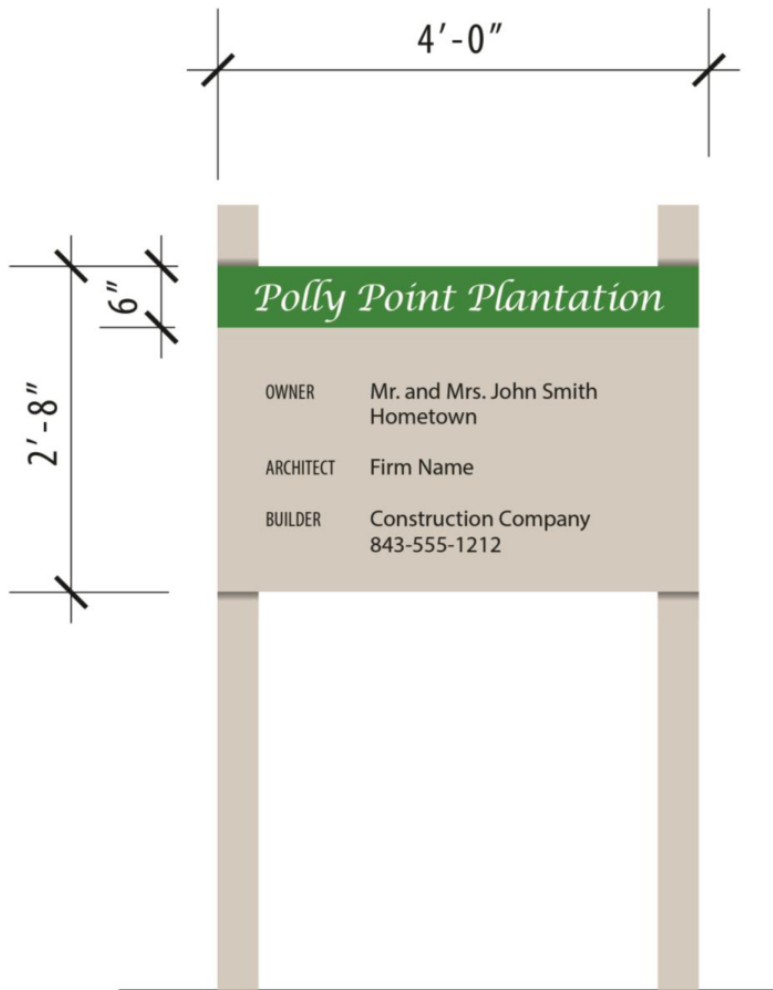 4′-0″
6″
Polly Point Plantation
2′-8″
OWNER Mr. and Mrs. John Smith
Hometown
ARCHITECT Firm Name
BUILDER Construction Company
843-555-1212